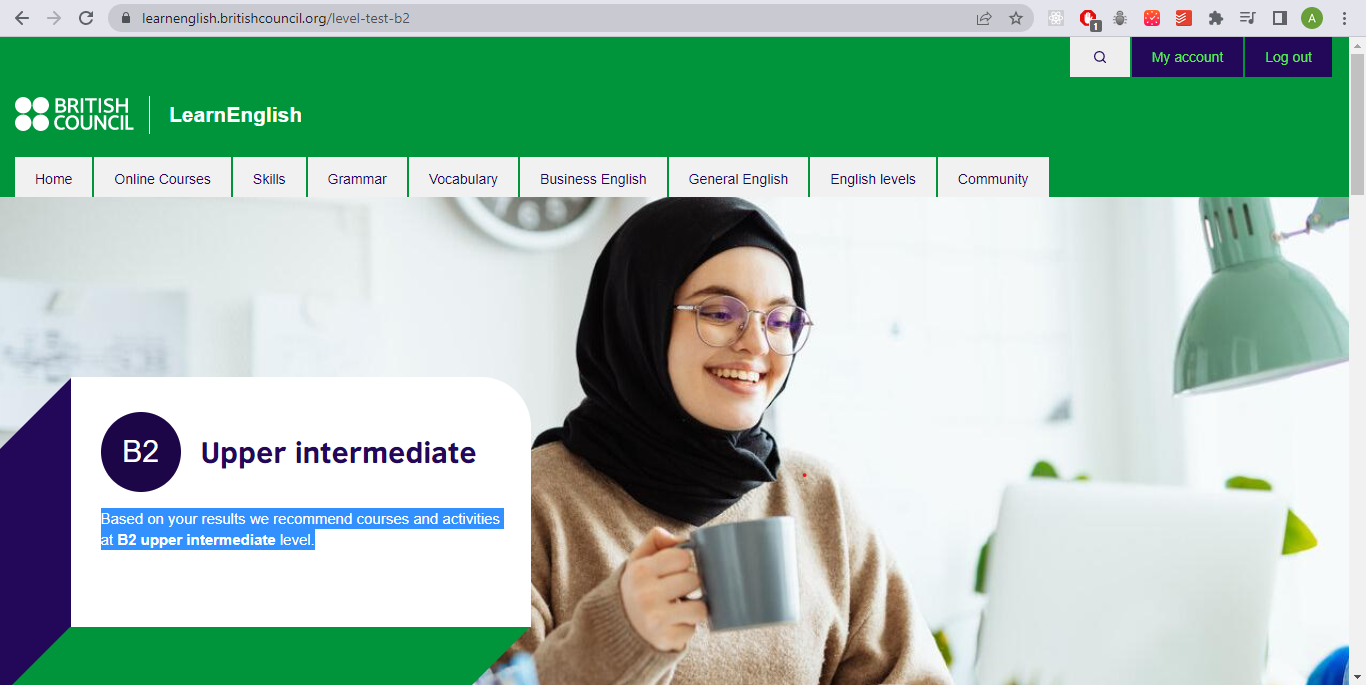 learnenglish.britishcouncil.org/level-test-b2
1
A
My account
Log out
BRITISH
COUNCIL
LearnEnglish
Home
Online Courses
Skills
Grammar
Vocabulary
Business English
General English
English levels
Community
B2
Upper intermediate
Based on your results we recommend courses and activities
at B2 upper intermediate level.